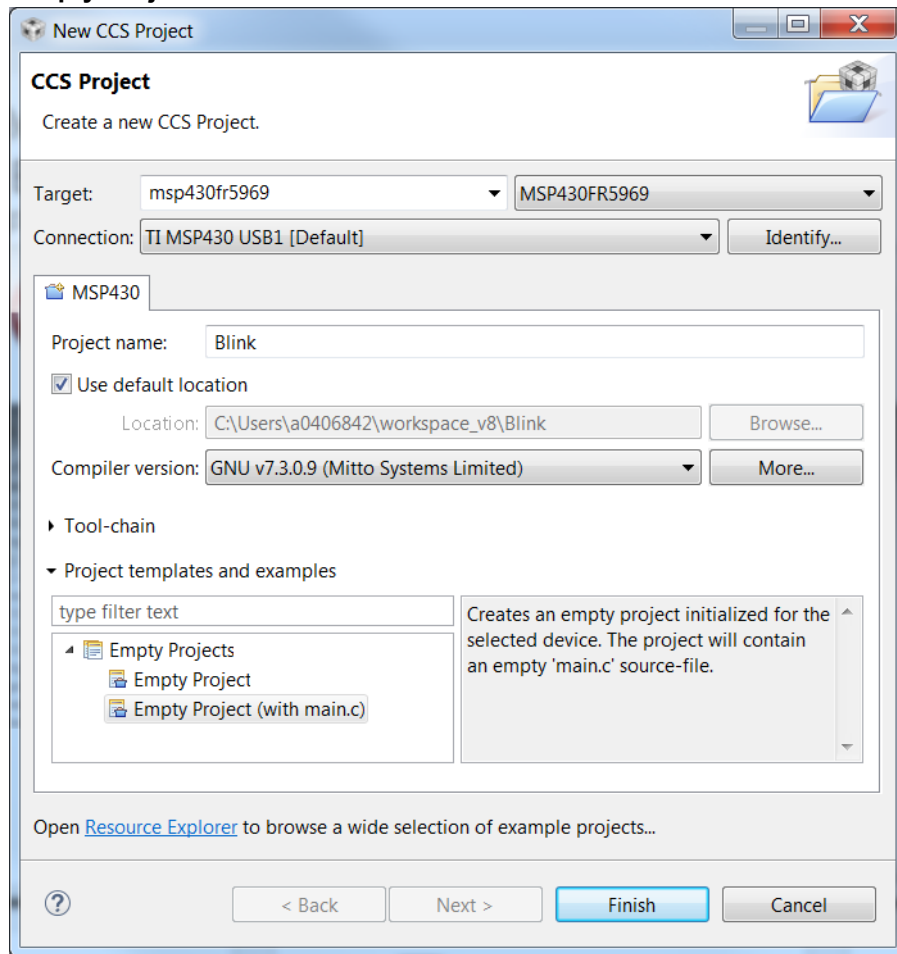 New CCS Project
CCS Project
Create a new CCS Project.
Target: msp430fr5969 MSP430FR5969
Connection: TI MSP430 USB1 [Default] Identify...
MSP430
Project name: Blink
Use default location
Location: C:\Users\a0406842\workspace_v8\Blink Browse...
Compiler version: GNU v7.3.0.9 (Mitto Systems Limited) More...
Tool-chain
Project templates and examples
type filter text
Empty Projects
Empty Project
Empty Project (with main.c)
Creates an empty project initialized for the
selected device. The project will contain
an empty 'main.c' source-file.
Open Resource Explorer to browse a wide selection of example projects...
? < Back Next > Finish Cancel